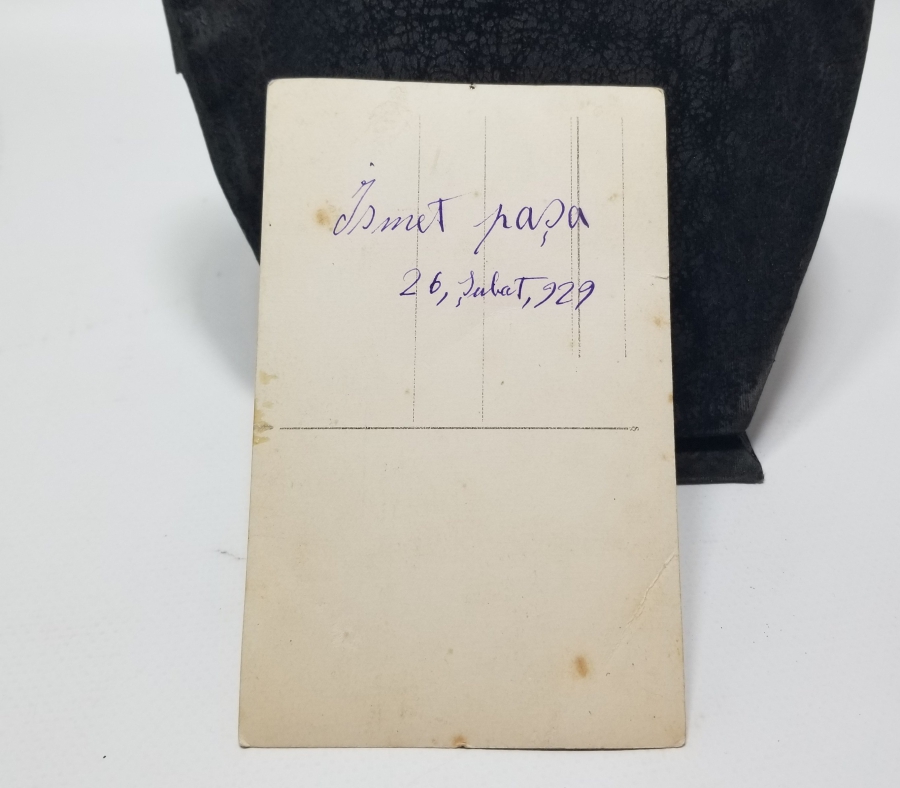 İsmet paşa
26, Şubat, 929